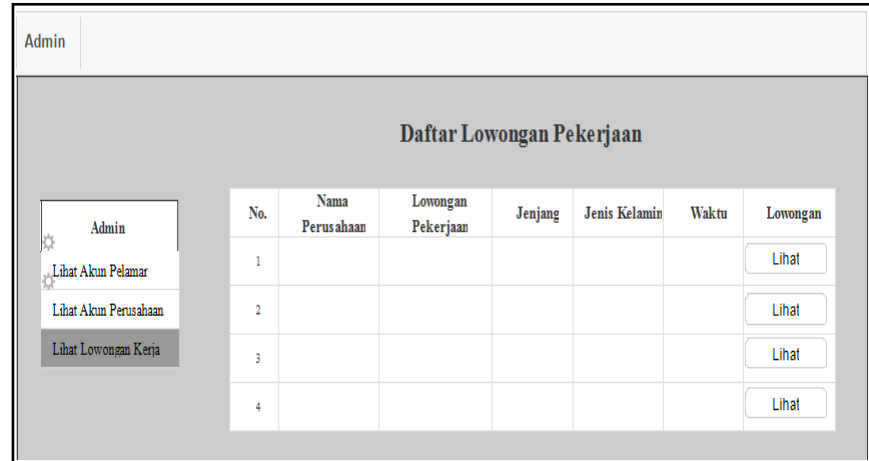 Admin
Daftar Lowongan Pekerjaan
Admin
Lihat Akun Pelamar
Lihat Akun Perusahaan
Lihat Lowongan Kerja
No. Nama Perusahaan Lowongan Pekerjaan Jenjang Jenis Kelamin Waktu Lowongan
1 Lihat
2 Lihat
3 Lihat
4 Lihat